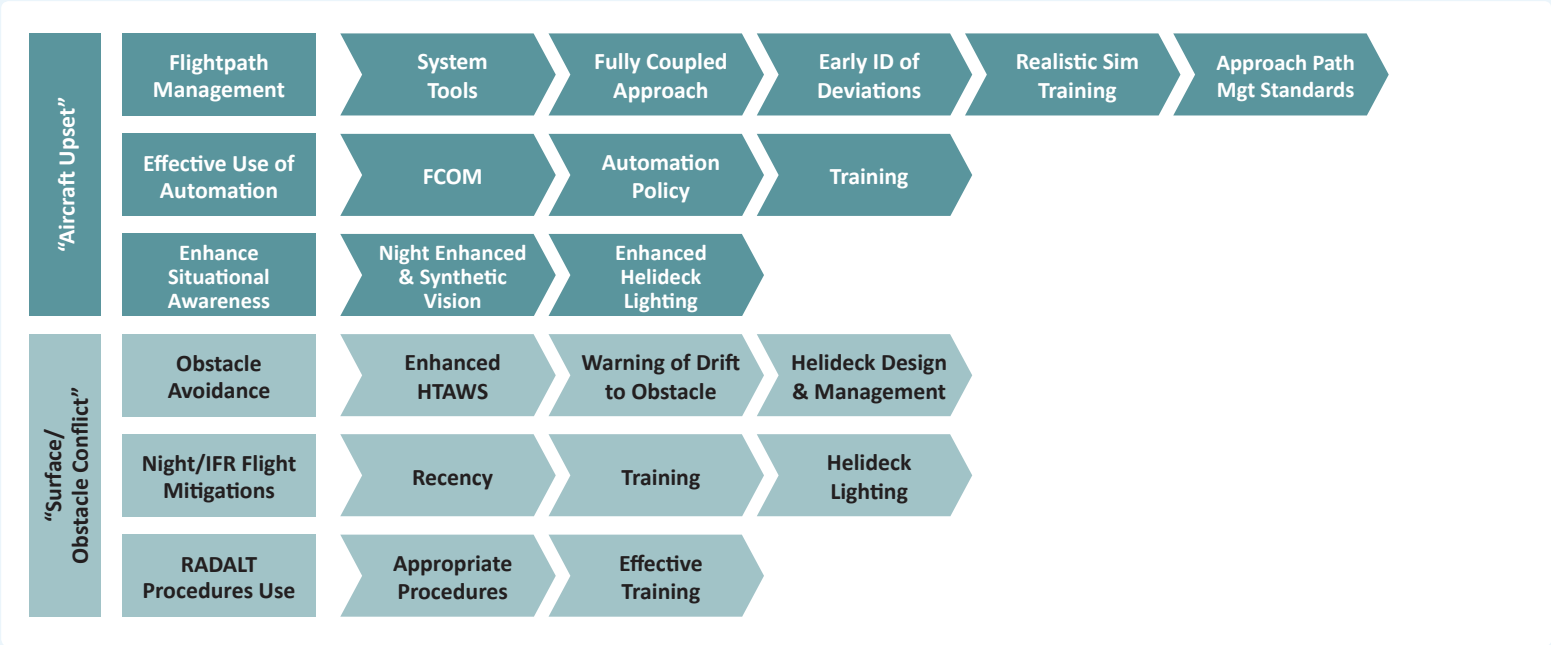 “Aircraft Upset”
Flightpath
Management
System
Tools
Fully Coupled
Approach
Early ID of
Deviations
Realistic Sim
Training
Approach Path
Mgt Standards
Effective Use of
Automation
FCOM
Automation
Policy
Training
Enhance
Situational
Awareness
Night Enhanced
& Synthetic
Vision
Enhanced
Helideck
Lighting
“Surface/
Obstacle Conflict”
Obstacle
Avoidance
Enhanced
HTAWS
Warning of Drift
to Obstacle
Helideck Design
& Management
Night/IFR Flight
Mitigations
Recency
Training
Helideck
Lighting
RADALT
Procedures Use
Appropriate
Procedures
Effective
Training